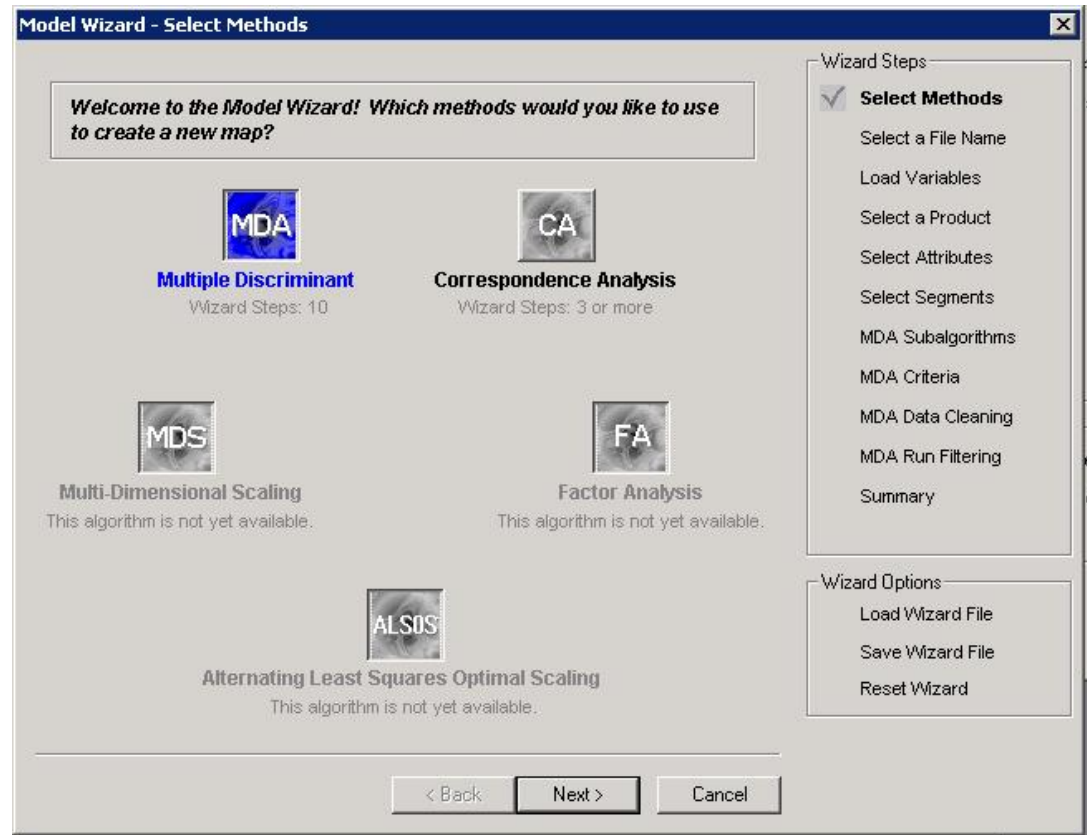 Model Wizard - Select Methods
Welcome to the Model Wizard! Which methods would you like to use
to create a new map?
MDA
Multiple Discriminant
Wizard Steps: 10
CA
Correspondence Analysis
Wizard Steps: 3 or more
MDS
Multi-Dimensional Scaling
This algorithm is not yet available.
FA
Factor Analysis
This algorithm is not yet available.
ALSOS
Alternating Least Squares Optimal Scaling
This algorithm is not yet available.
< Back
Next >
Cancel
Wizard Steps
Select Methods
Select a File Name
Load Variables
Select a Product
Select Attributes
Select Segments
MDA Subalgorithms
MDA Criteria
MDA Data Cleaning
MDA Run Filtering
Summary
Wizard Options
Load Wizard File
Save Wizard File
Reset Wizard